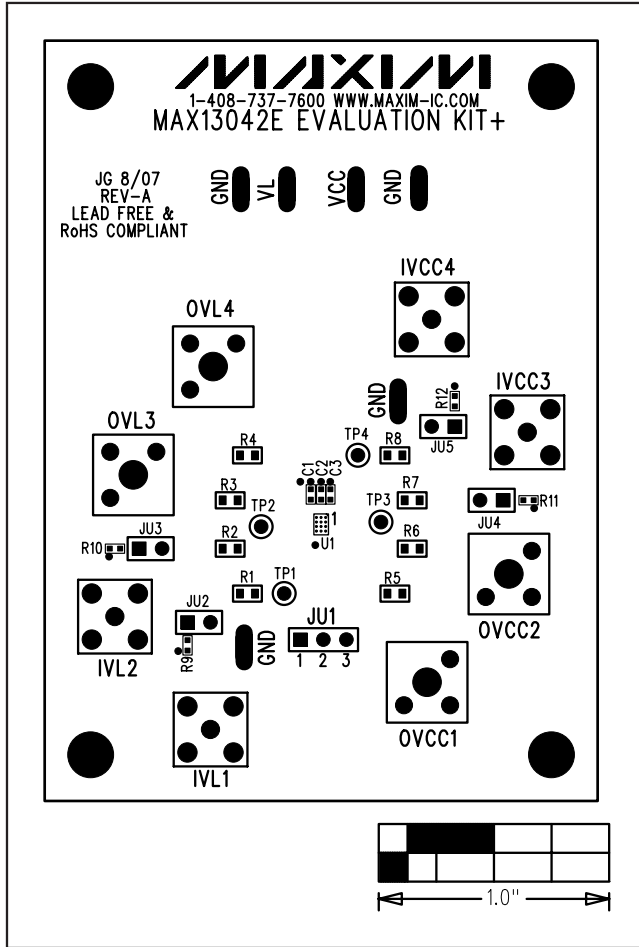 MAXIM
1-408-737-7600 WWW.MAXIM-IC.COM
MAX13042E EVALUATION KIT+
JG 8/07
REV-A
LEAD FREE &
RoHS COMPLIANT
GND
VL
VCC
GND
IVCC4
OVL4
IVCC3
GND
R12
JU5
OVL3
R4
TP4
R8
C1
C2
C3
R3
TP2
TP3
R7
JU4
R11
1
U1
JU3
R10
R2
R6
OVCC2
R1
TP1
R5
JU2
R9
GND
JU1
1 2 3
IVL2
OVCC1
IVL1
1.0"